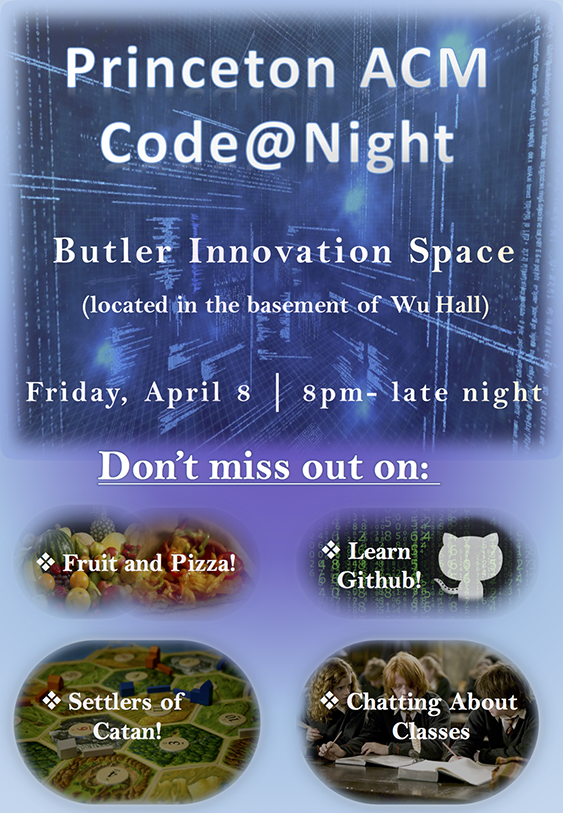 Princeton ACM
Code@Night
Butler Innovation Space
(located in the basement of Wu Hall)
Friday, April 8 | 8pm- late night
Don't miss out on:
❖ Fruit and Pizza!
❖ Learn
Github!
❖ Settlers of
Catan!
❖ Chatting About
Classes